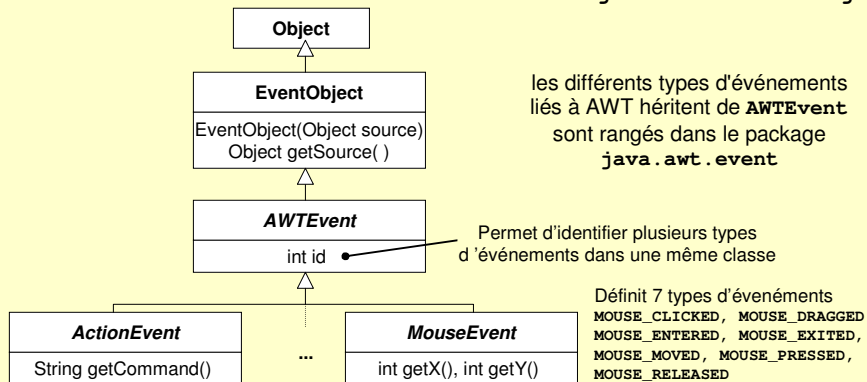 Object
EventObject
EventObject(Object source)
Object getSource( )
les différents types d'événements
liés à AWT héritent de AWTEvent
sont rangés dans le package
java.awt.event
AWTEvent
int id
Permet d'identifier plusieurs types
d 'événements dans une même classe
ActionEvent
String getCommand()
...
MouseEvent
int getX(), int getY()
Définit 7 types d'évenéments
MOUSE_CLICKED, MOUSE_DRAGGED
MOUSE_ENTERED, MOUSE_EXITED,
MOUSE_MOVED, MOUSE_PRESSED,
MOUSE_RELEASED